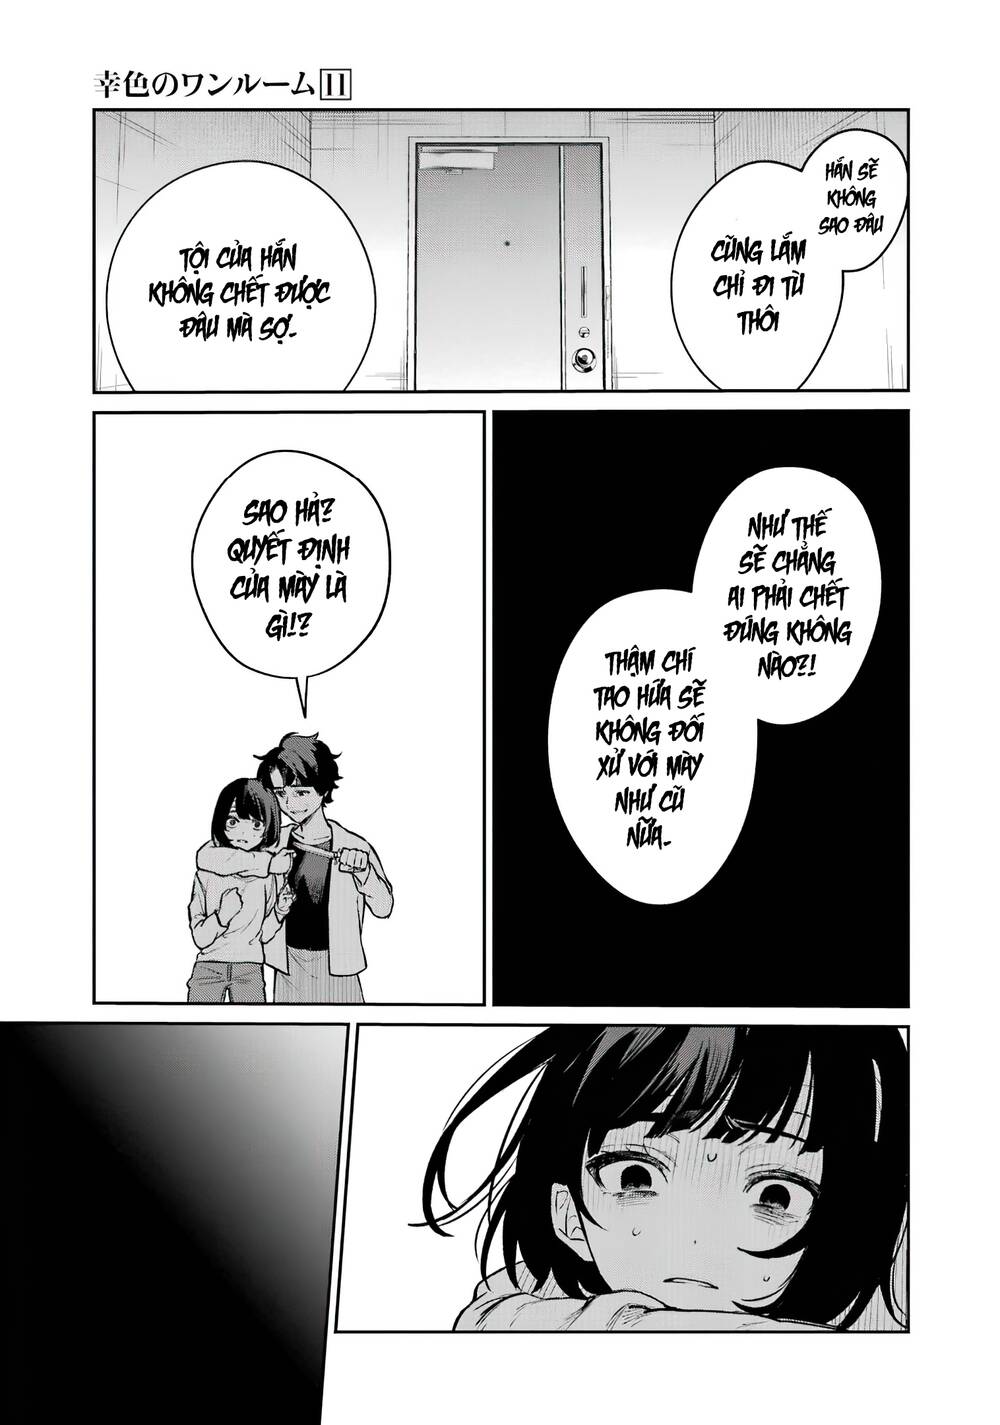 幸色のワンルーム 11
HẮN SẼ
KHÔNG
SAO ĐÂU
CŨNG LẮM
CHỈ ĐI TÙ
THÔI
TỘI CỦA HẮN
KHÔNG CHẾT ĐƯỢC
ĐÂU MÀ SỢ..
NHƯ THẾ
SẼ CHẲNG
AI PHẢI CHẾT
ĐÚNG KHÔNG
NÀO?!
THẬM CHÍ
TAO HỨA SẼ
KHÔNG ĐỐI
XỬ VỚI MÀY
NHƯ CŨ
NỮA..
SAO HẢ?
QUYẾT ĐỊNH
CỦA MÀY LÀ
GÌ!?